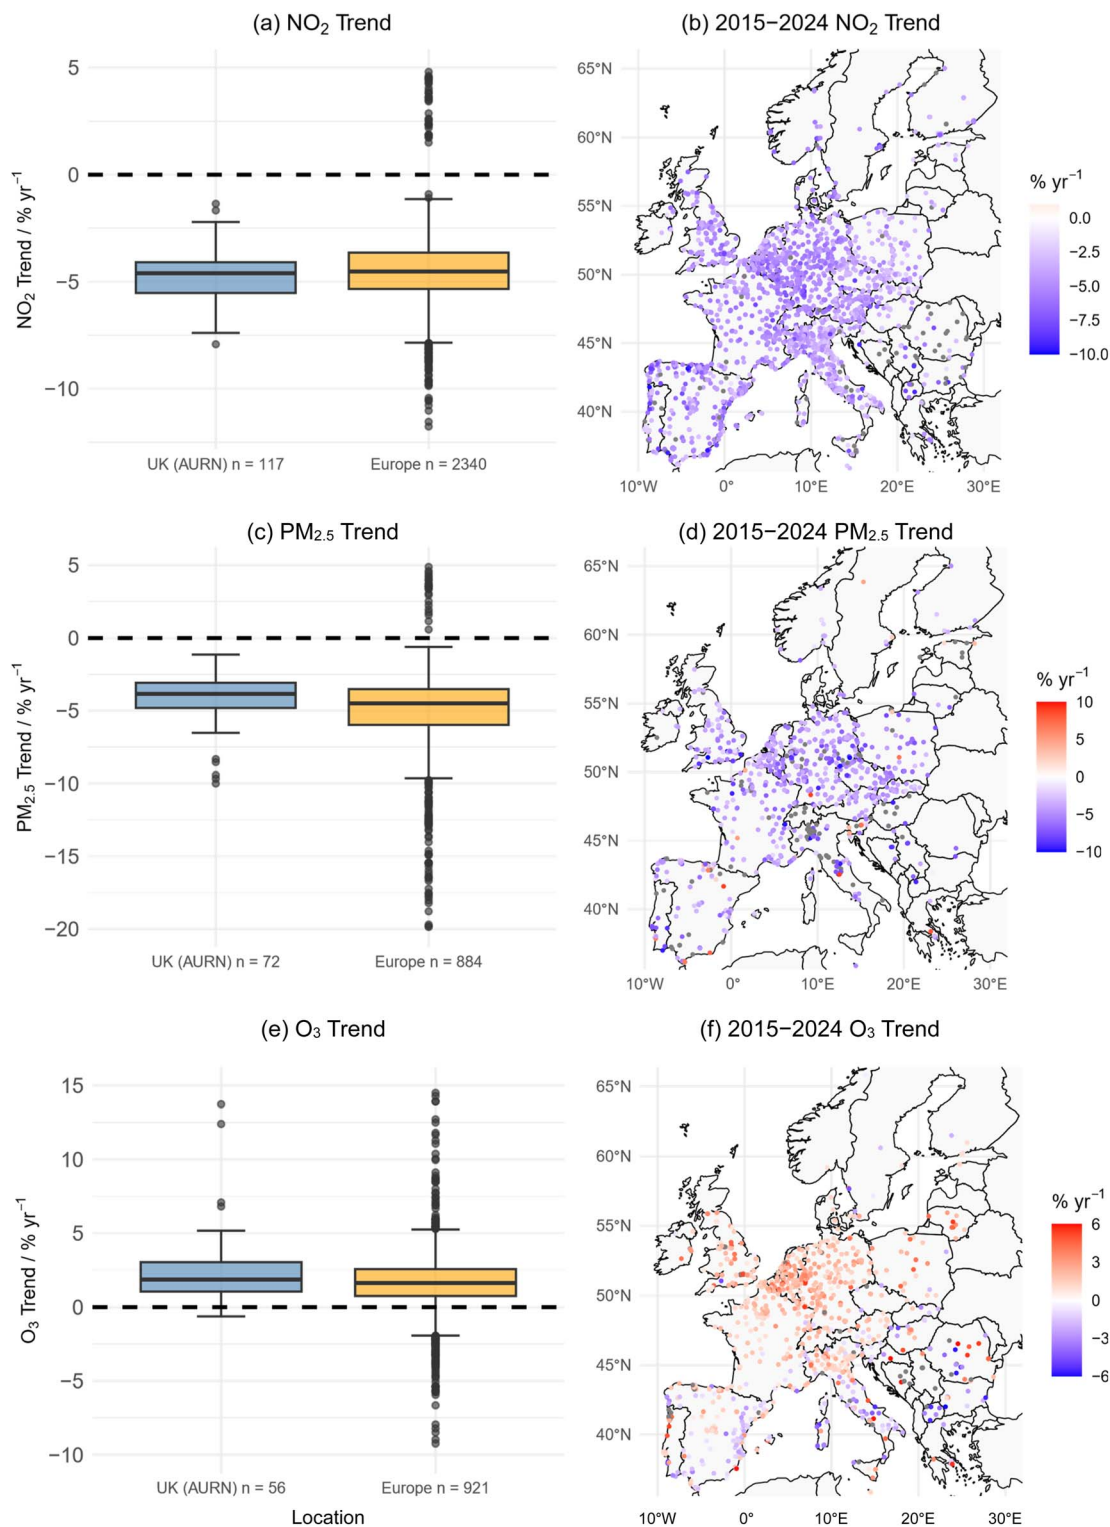 (a) NO₂ Trend
5
0
−5
−10
NO₂ Trend / % yr⁻¹
UK (AURN) n = 117
Europe n = 2340
(b) 2015−2024 NO₂ Trend
65°N
60°N
55°N
50°N
45°N
40°N
10°W
0°
10°E
20°E
30°E
% yr⁻¹
0.0
−2.5
−5.0
−7.5
−10.0
(c) PM₂.₅ Trend
5
0
−5
−10
−15
−20
PM₂.₅ Trend / % yr⁻¹
UK (AURN) n = 72
Europe n = 884
(d) 2015−2024 PM₂.₅ Trend
65°N
60°N
55°N
50°N
45°N
40°N
10°W
0°
10°E
20°E
30°E
% yr⁻¹
10
5
0
−5
−10
(e) O₃ Trend
15
10
5
0
−5
−10
O₃ Trend / % yr⁻¹
UK (AURN) n = 56
Europe n = 921
Location
(f) 2015−2024 O₃ Trend
65°N
60°N
55°N
50°N
45°N
40°N
10°W
0°
10°E
20°E
30°E
% yr⁻¹
6
3
0
−3
−6